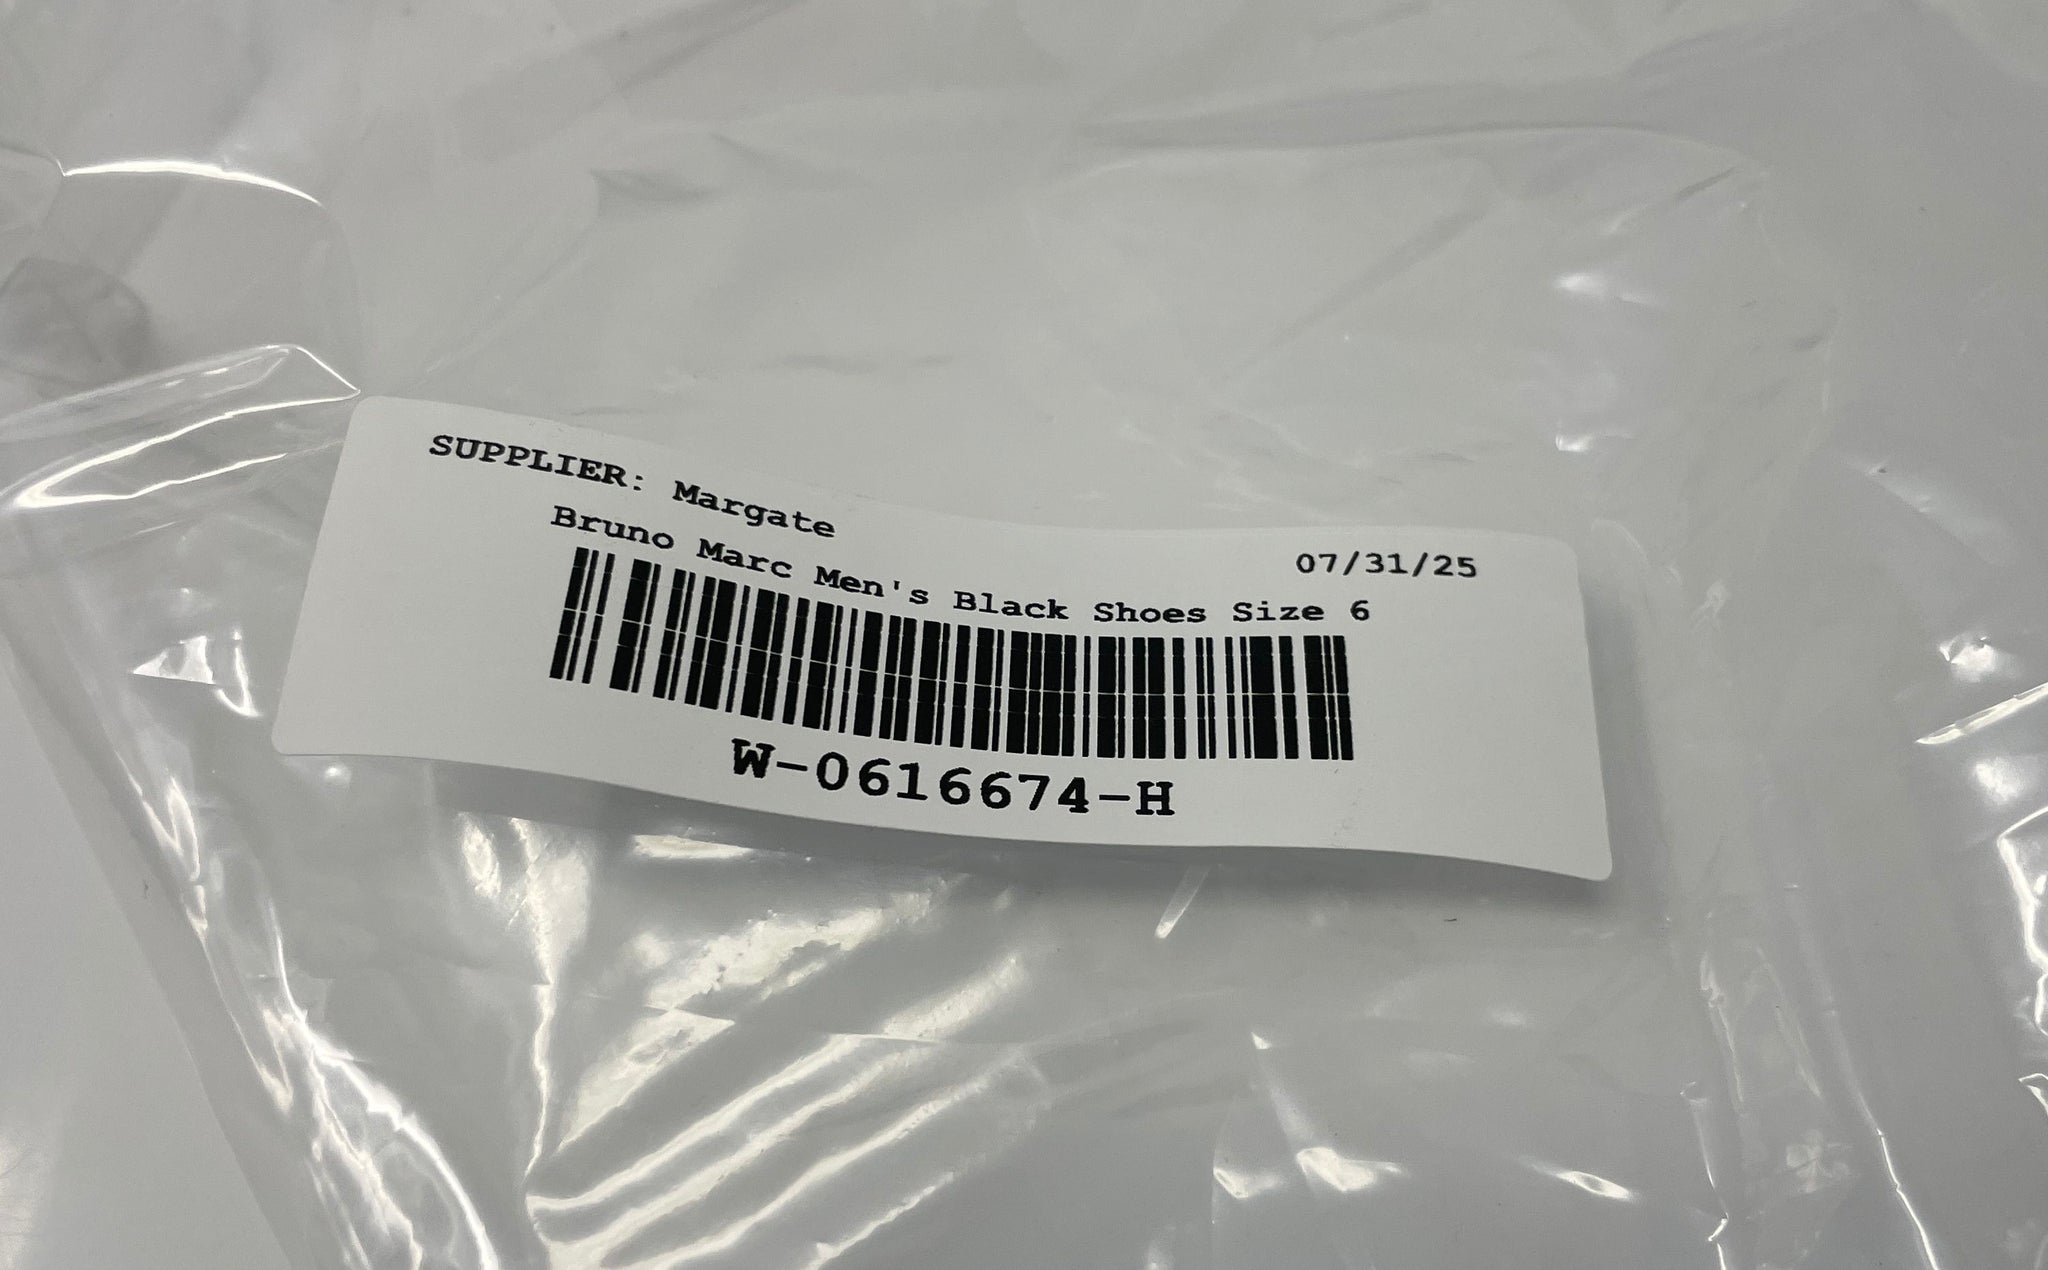 SUPPLIER: Margate
07/31/25
Bruno Marc Men's Black Shoes Size 6
W-0616674-H